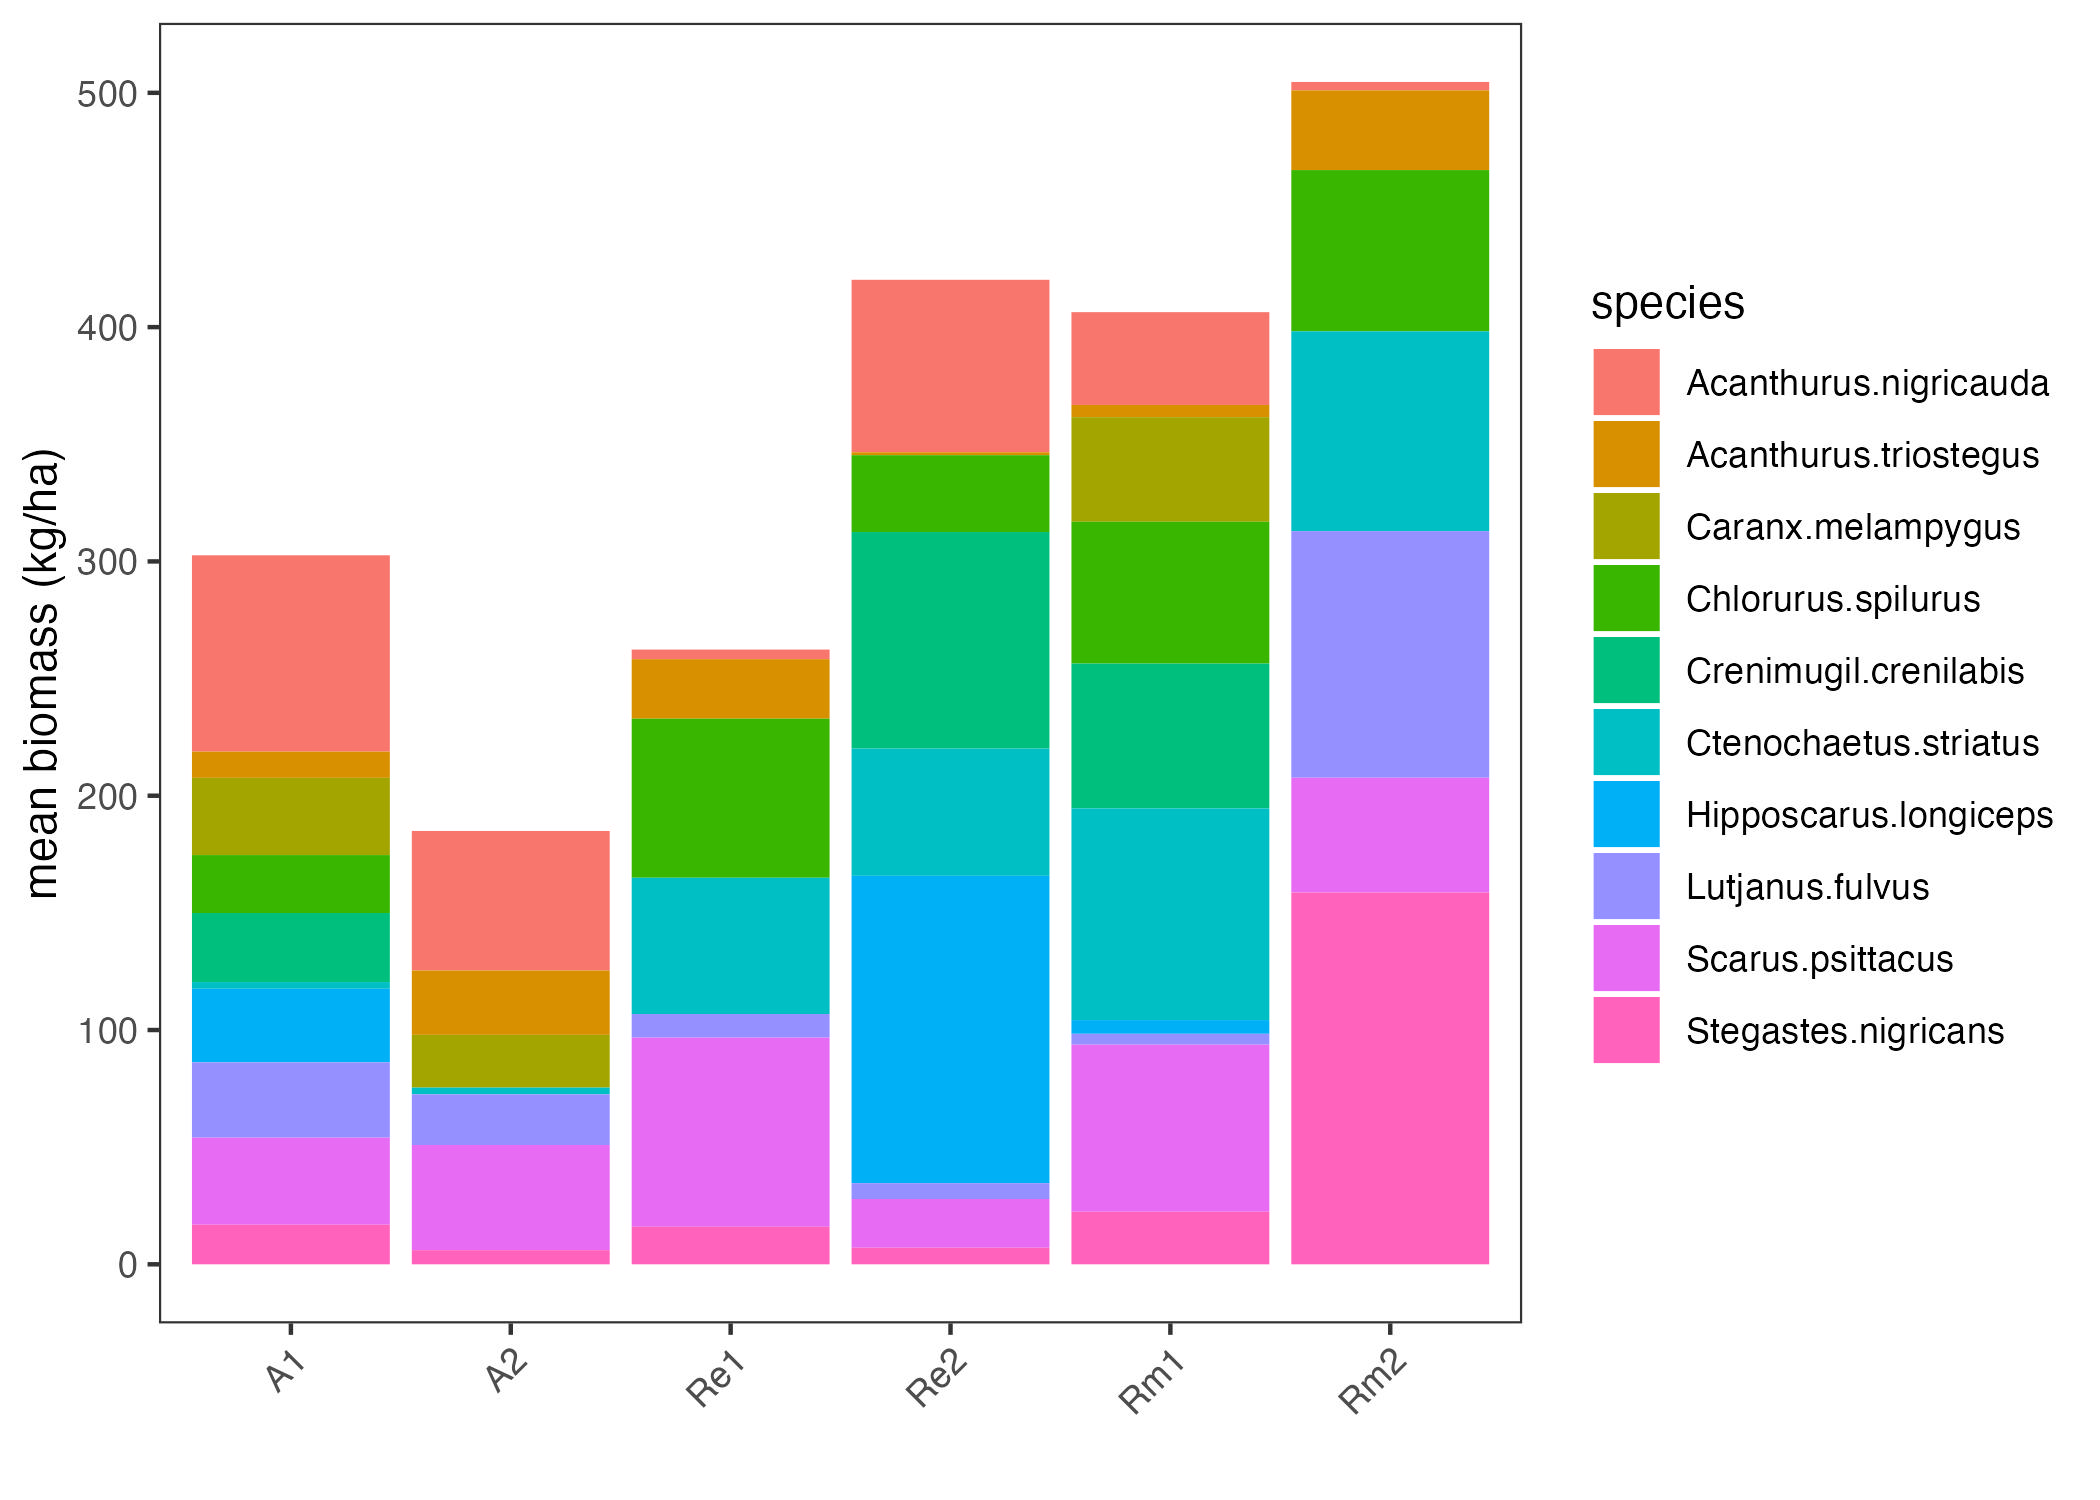 mean biomass (kg/ha)
500
400
300
200
100
0
A1
A2
Re1
Re2
Rm1
Rm2
species
Acanthurus.nigricauda
Acanthurus.triostegus
Caranx.melampygus
Chlorurus.spilurus
Crenimugil.crenilabis
Ctenochaetus.striatus
Hipposcarus.longiceps
Lutjanus.fulvus
Scarus.psittacus
Stegastes.nigricans